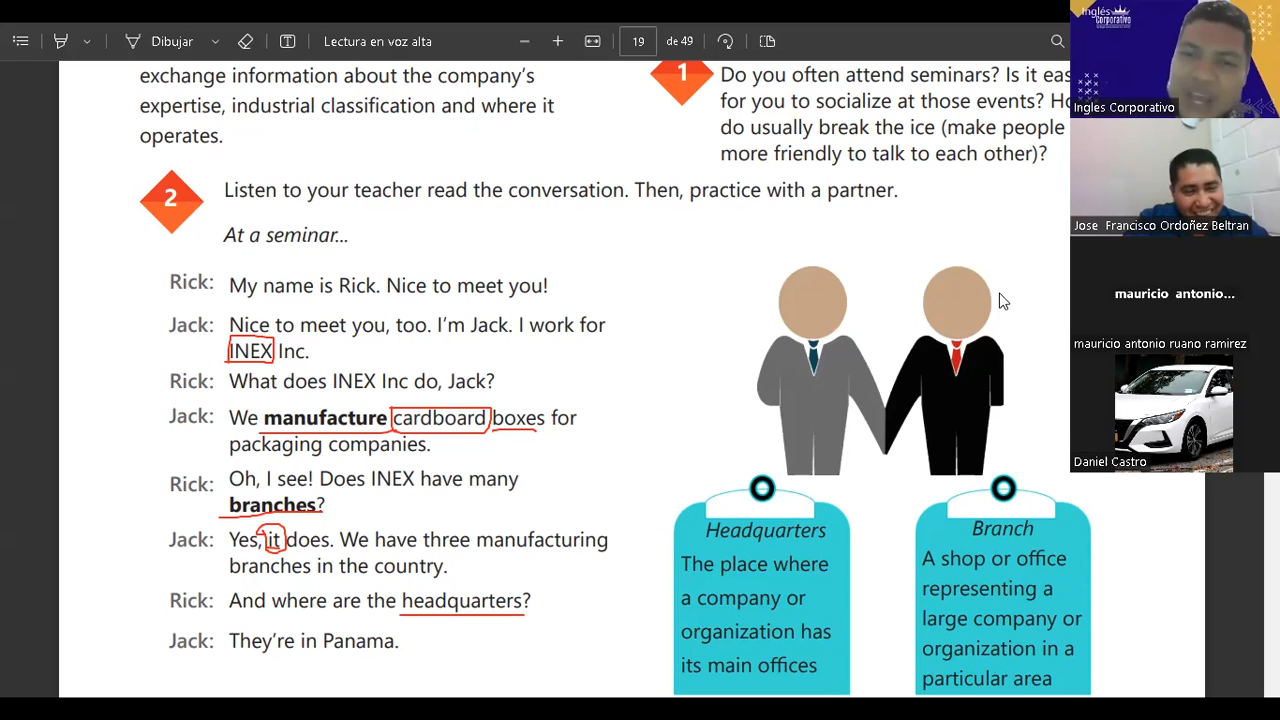 Dibujar
Lectura en voz alta
19
de 49
exchange information about the company's
expertise, industrial classification and where it
operates.
1
Do you often attend seminars? Is it
for you to socialize at those events?
do usually break the ice (make people
more friendly to talk to each other)?
2
Listen to your teacher read the conversation. Then, practice with a partner.
At a seminar...
Rick: My name is Rick. Nice to meet you!
Jack: Nice to meet you, too. I'm Jack. I work for
INEX Inc.
Rick: What does INEX Inc do, Jack?
Jack: We manufacture cardboard boxes for
packaging companies.
Rick: Oh, I see! Does INEX have many
branches?
Jack: Yes, it does. We have three manufacturing
branches in the country.
Rick: And where are the headquarters?
Jack: They're in Panama.
Headquarters
The place where
a company or
organization has
its main offices
Branch
A shop or office
representing a
large company or
organization in a
particular area
Inglés
Corporativo
Ingles Corporativo
Jose Francisco Ordoñez Beltran
mauricio antonio...
mauricio antonio ruano ramirez
Daniel Castro